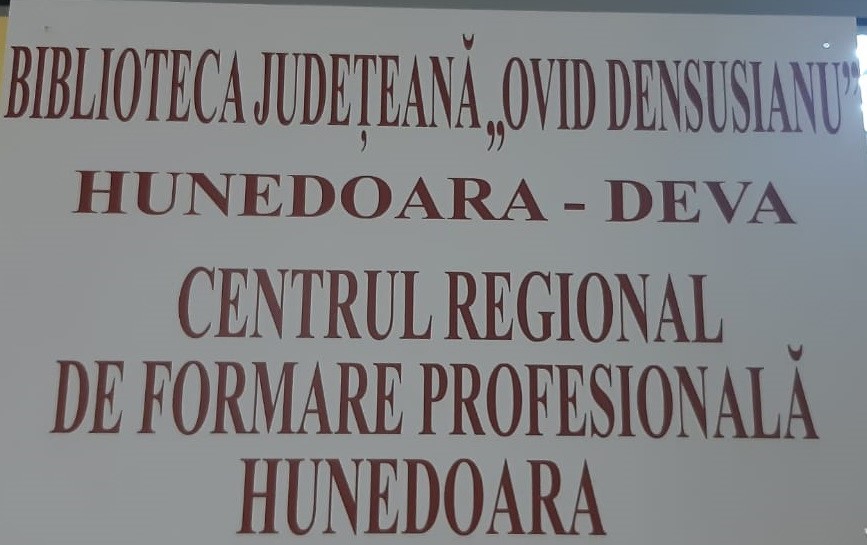 BIBLIOTECA JUDEȚEANĂ „OVID DENSUSIANU”
HUNEDOARA - DEVA
CENTRUL REGIONAL
DE FORMARE PROFESIONALĂ
HUNEDOARA